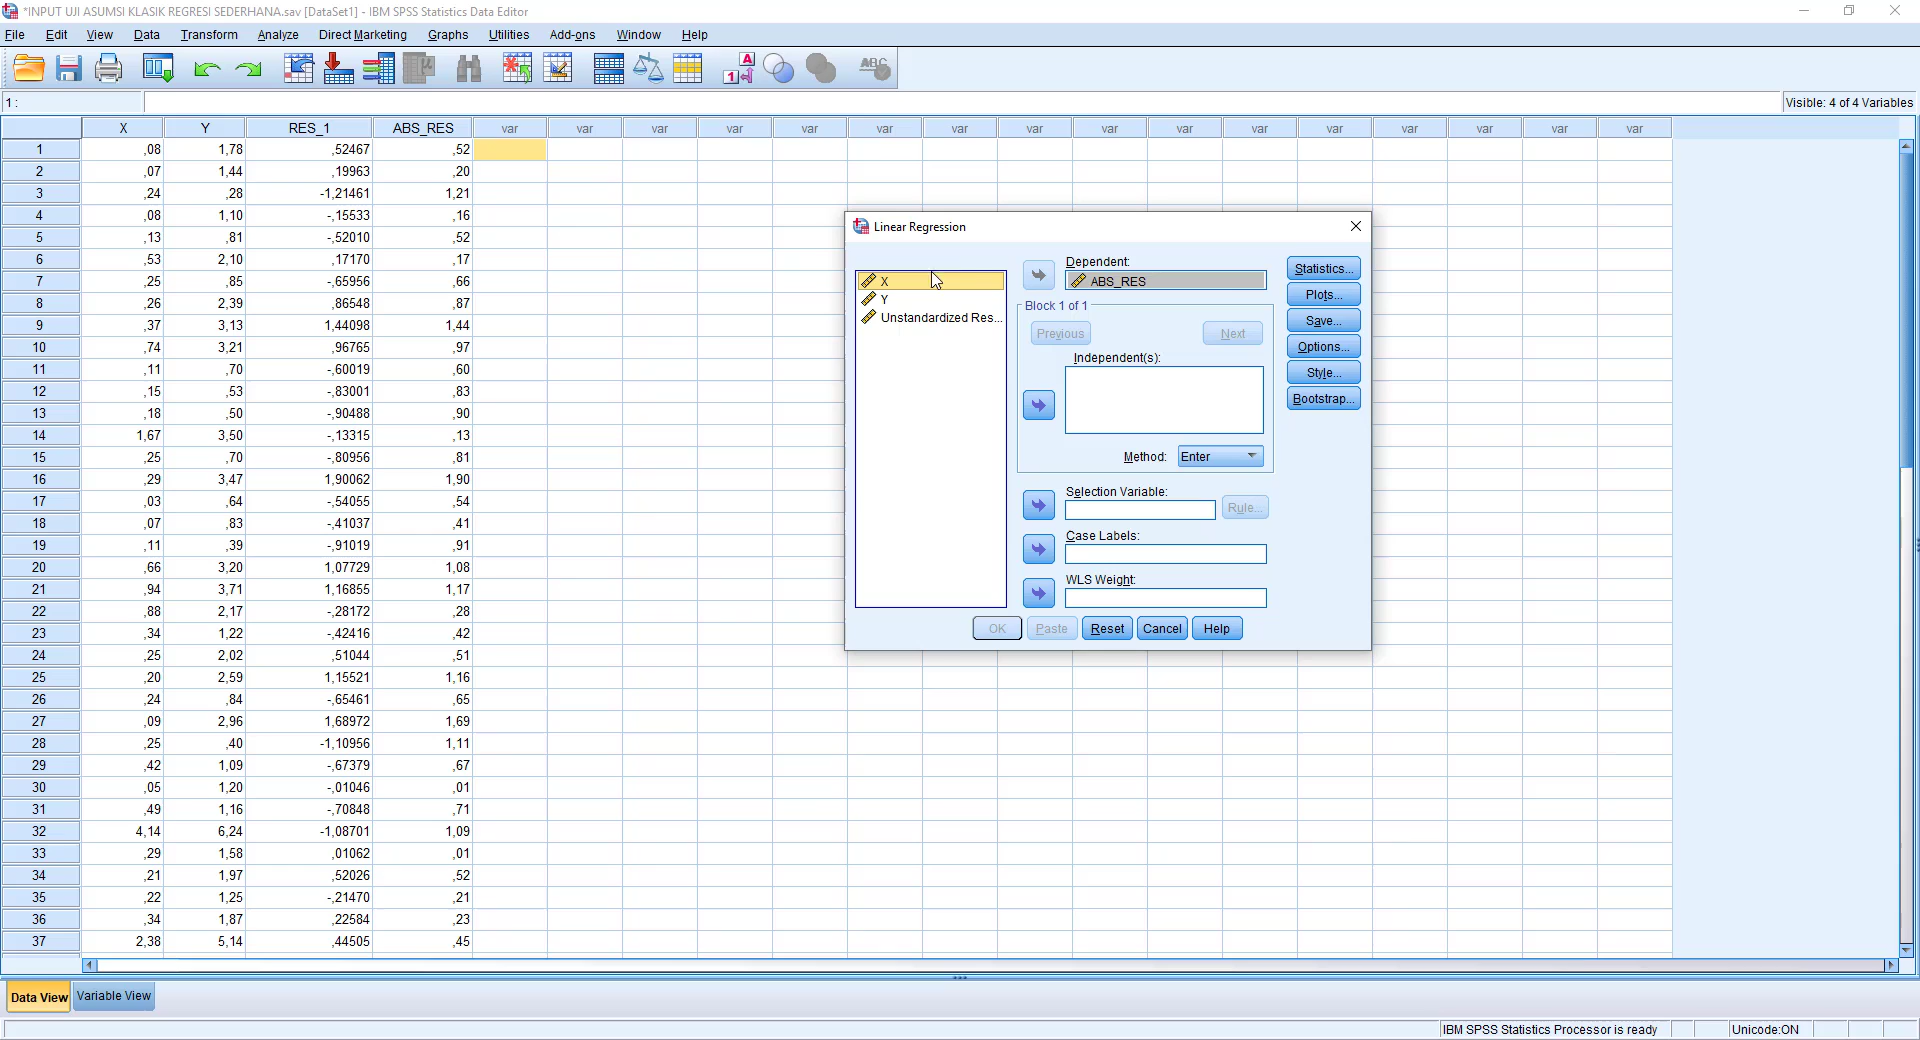 *INPUT UJI ASUMSI KLASIK REGRESI SEDERHANA.sav [DataSet1] - IBM SPSS Statistics Data Editor
File Edit View Data Transform Analyze Direct Marketing Graphs Utilities Add-ons Window Help
1 : Visible: 4 of 4 Variables
X Y RES_1 ABS_RES var var var var var var var var var var var var var var var var
1 ,08 1,78 ,52467 ,52
2 ,07 1,44 ,19963 ,20
3 ,24 ,28 -1,21461 1,21
4 ,08 1,10 -,15533 ,16
5 ,13 ,81 -,52010 ,52
6 ,53 2,10 ,17170 ,17
7 ,25 ,85 -,65956 ,66
8 ,26 2,39 ,86548 ,87
9 ,37 3,13 1,44098 1,44
10 ,74 3,21 ,96765 ,97
11 ,11 ,70 -,60019 ,60
12 ,15 ,53 -,83001 ,83
13 ,18 ,50 -,90488 ,90
14 1,67 3,50 -,13315 ,13
15 ,25 ,70 -,80956 ,81
16 ,29 3,47 1,90062 1,90
17 ,03 ,64 -,54055 ,54
18 ,07 ,83 -,41037 ,41
19 ,11 ,39 -,91019 ,91
20 ,66 3,20 1,07729 1,08
21 ,94 3,71 1,16855 1,17
22 ,88 2,17 -,28172 ,28
23 ,34 1,22 -,42416 ,42
24 ,25 2,02 ,51044 ,51
25 ,20 2,59 1,15521 1,16
26 ,24 ,84 -,65461 ,65
27 ,09 2,96 1,68972 1,69
28 ,25 ,40 -1,10956 1,11
29 ,42 1,09 -,67379 ,67
30 ,05 1,20 -,01046 ,01
31 ,49 1,16 -,70848 ,71
32 4,14 6,24 -1,08701 1,09
33 ,29 1,58 ,01062 ,01
34 ,21 1,97 ,52026 ,52
35 ,22 1,25 -,21470 ,21
36 ,34 1,87 ,22584 ,23
37 2,38 5,14 ,44505 ,45
Linear Regression
X
Y
Unstandardized Res...
Dependent:
ABS_RES
Block 1 of 1
Previous Next
Independent(s):
Method: Enter
Selection Variable:
Rule...
Case Labels:
WLS Weight:
Statistics...
Plots...
Save...
Options...
Style...
Bootstrap...
OK Paste Reset Cancel Help
Data View Variable View
IBM SPSS Statistics Processor is ready Unicode:ON